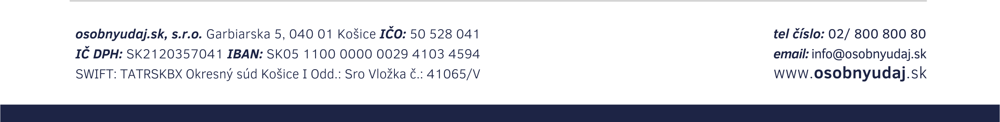 osobnyudaj.sk, s.r.o. Garbiarska 5, 040 01 Košice IČO: 50 528 041
IČ DPH: SK2120357041 IBAN: SK05 1100 0000 0029 4103 4594
SWIFT: TATRSKBX Okresný súd Košice I Odd.: Sro Vložka č.: 41065/V
tel číslo: 02/ 800 800 80
email: info@osobnyudaj.sk
www.osobnyudaj.sk